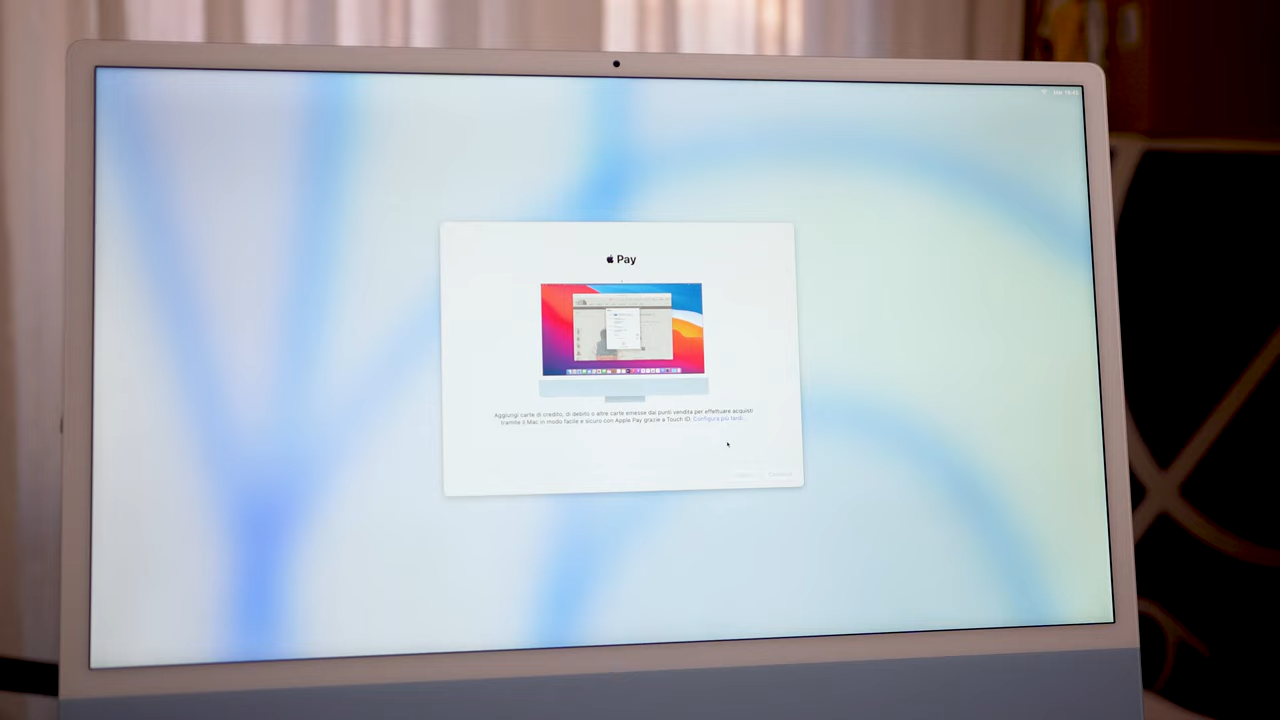 Pay
Aggiungi carte di credito, di debito o altre carte emesse dai punti vendita per effettuare acquisti
tramite il Mac in modo facile e sicuro con Apple Pay grazie a Touch ID. Configura più tardi.
Continua